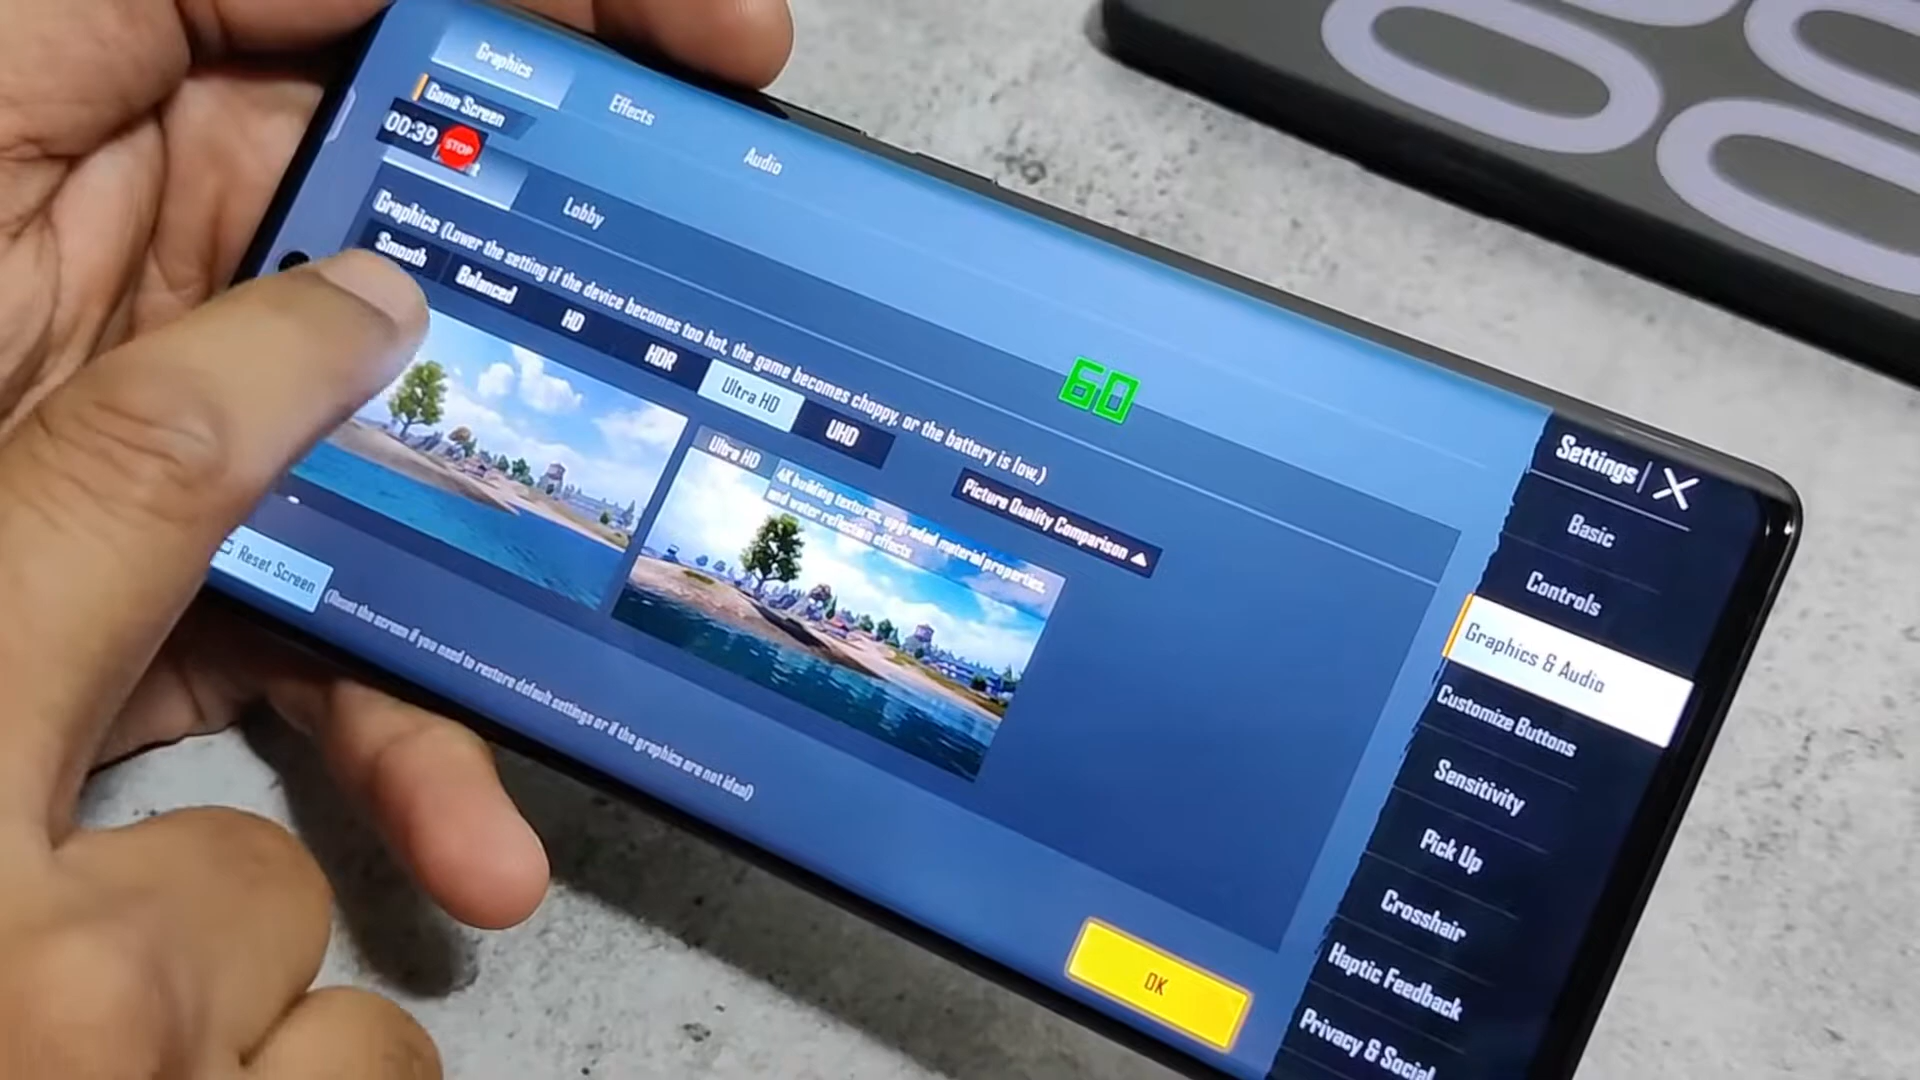 Graphics
Effects
Audio
Game Screen
00:39
STOP
Lobby
Graphics (Lower the setting if the device becomes too hot, the game becomes choppy, or the battery is low.)
Smooth
Balanced
HD
HDR
Ultra HD
UHD
Picture Quality Comparison
Ultra HD
4K building textures, upgraded material properties,
and water reflection effects
60
Reset Screen
(Reset the screen if you need to restore default settings or if the graphics are not ideal)
OK
Settings
Basic
Controls
Graphics & Audio
Customize Buttons
Sensitivity
Pick Up
Crosshair
Haptic Feedback
Privacy & Social